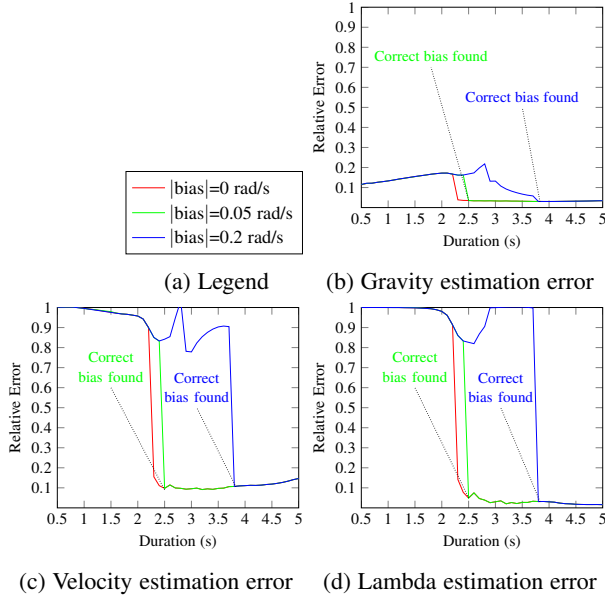 1
0.9
0.8
0.7
0.6
0.5
0.4
0.3
0.2
0.1
Relative Error
Correct bias found
Correct bias found
0.5 1 1.5 2 2.5 3 3.5 4 4.5 5
Duration (s)
|bias|=0 rad/s
|bias|=0.05 rad/s
|bias|=0.2 rad/s
(a) Legend
(b) Gravity estimation error
1
0.9
0.8
0.7
0.6
0.5
0.4
0.3
0.2
0.1
Relative Error
Correct
bias found
Correct
bias found
0.5 1 1.5 2 2.5 3 3.5 4 4.5 5
Duration (s)
(c) Velocity estimation error
1
0.9
0.8
0.7
0.6
0.5
0.4
0.3
0.2
0.1
Relative Error
Correct
bias found
Correct
bias found
0.5 1 1.5 2 2.5 3 3.5 4 4.5 5
Duration (s)
(d) Lambda estimation error